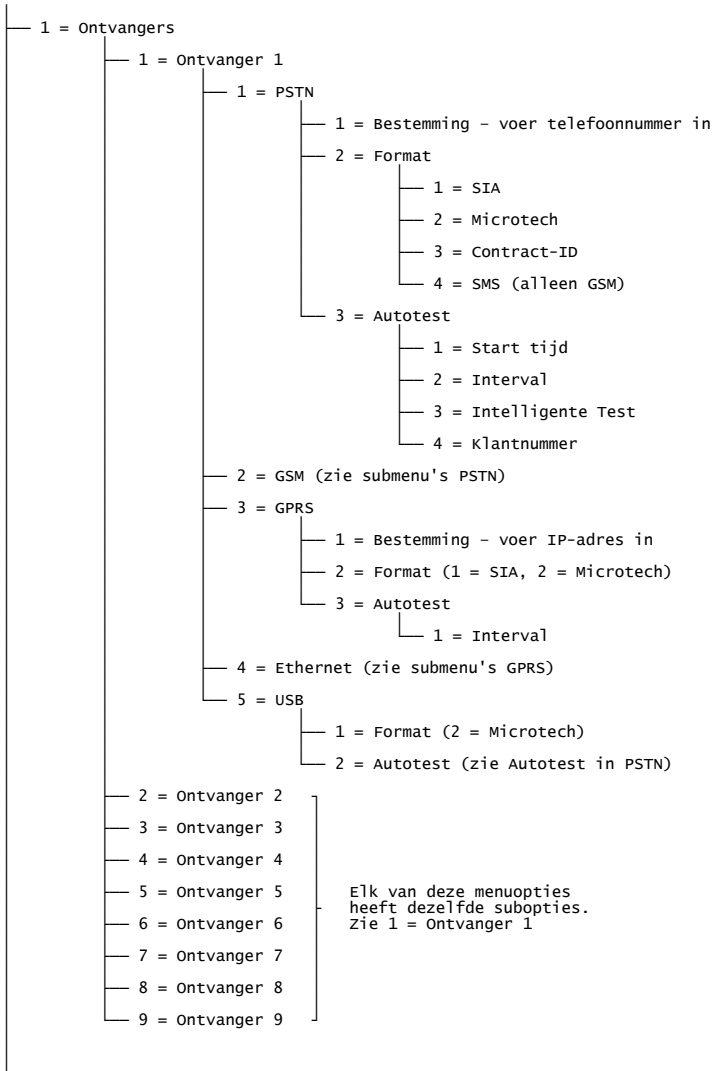 1 = Ontvangers
1 = Ontvanger 1
1 = PSTN
1 = Bestemming – voer telefoonnummer in
2 = Format
1 = SIA
2 = Microtech
3 = Contract-ID
4 = SMS (alleen GSM)
3 = Autotest
1 = Start tijd
2 = Interval
3 = Intelligente Test
4 = Klantnummer
2 = GSM (zie submenu's PSTN)
3 = GPRS
1 = Bestemming – voer IP-adres in
2 = Format (1 = SIA, 2 = Microtech)
3 = Autotest
1 = Interval
4 = Ethernet (zie submenu's GPRS)
5 = USB
1 = Format (2 = Microtech)
2 = Autotest (zie Autotest in PSTN)
2 = Ontvanger 2
3 = Ontvanger 3
4 = Ontvanger 4
5 = Ontvanger 5
6 = Ontvanger 6
7 = Ontvanger 7
8 = Ontvanger 8
9 = Ontvanger 9
Elk van deze menuopties
heeft dezelfde subopties.
Zie 1 = Ontvanger 1